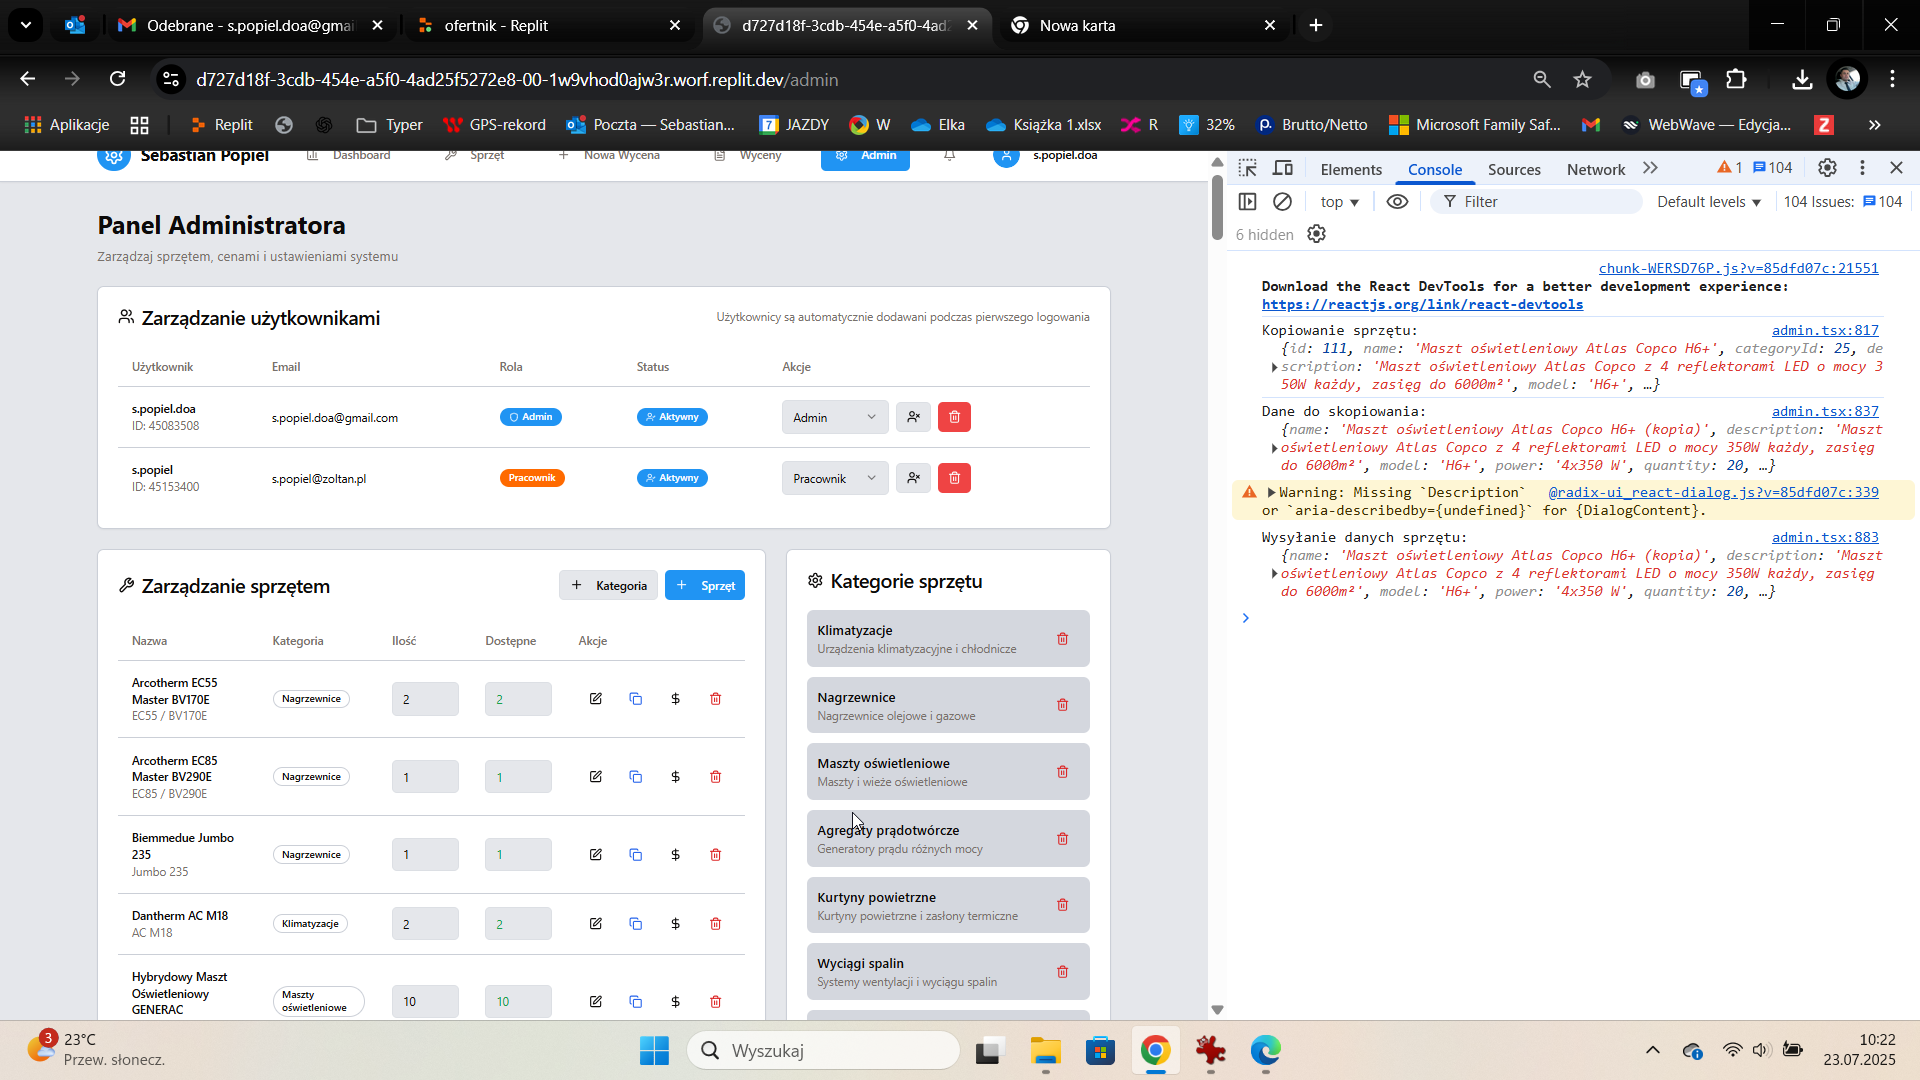 Odebrane - s.popiel.doa@gmai
ofertnik - Replit
d727d18f-3cdb-454e-a5f0-4ad2
Nowa karta
d727d18f-3cdb-454e-a5f0-4ad25f5272e8-00-1w9vhod0ajw3r.worf.replit.dev/admin
Aplikacje
Replit
Typer
GPS-rekord
Poczta — Sebastian...
JAZDY
W
Elka
Książka 1.xlsx
R
32%
Brutto/Netto
Microsoft Family Saf...
WebWave — Edycja...
Sebastian Popiel
Dashboard
Sprzęt
Nowa Wycena
Wyceny
Admin
s.popiel.doa
Panel Administratora
Zarządzaj sprzętem, cenami i ustawieniami systemu
Zarządzanie użytkownikami
Użytkownicy są automatycznie dodawani podczas pierwszego logowania
Użytkownik Email Rola Status Akcje
s.popiel.doa
ID: 45083508
s.popiel.doa@gmail.com
Admin
Aktywny
Admin
s.popiel
ID: 45153400
s.popiel@zoltan.pl
Pracownik
Aktywny
Pracownik
Zarządzanie sprzętem
+ Kategoria
+ Sprzęt
Nazwa Kategoria Ilość Dostępne Akcje
Arcotherm EC55
Master BV170E
EC55 / BV170E
Nagrzewnice
2
2
$
Arcotherm EC85
Master BV290E
EC85 / BV290E
Nagrzewnice
1
1
$
Biemmedue Jumbo
235
Jumbo 235
Nagrzewnice
1
1
$
Dantherm AC M18
AC M18
Klimatyzacje
2
2
$
Hybrydowy Maszt
Oświetleniowy
GENERAC
Maszty
oświetleniowe
10
10
$
Kategorie sprzętu
Klimatyzacje
Urządzenia klimatyzacyjne i chłodnicze
Nagrzewnice
Nagrzewnice olejowe i gazowe
Maszty oświetleniowe
Maszty i wieże oświetleniowe
Agregaty prądotwórcze
Generatory prądu różnych mocy
Kurtyny powietrzne
Kurtyny powietrzne i zasłony termiczne
Wyciągi spalin
Systemy wentylacji i wyciągu spalin
Elements Console Sources Network
1 104
top
Filter
Default levels
104 Issues: 104
6 hidden
chunk-WERSD76P.js?v=85dfd07c:21551
Download the React DevTools for a better development experience:
https://reactjs.org/link/react-devtools
Kopiowanie sprzętu: admin.tsx:817
{id: 111, name: 'Maszt oświetleniowy Atlas Copco H6+', categoryId: 25, de
scription: 'Maszt oświetleniowy Atlas Copco z 4 reflektorami LED o mocy 3
50W każdy, zasięg do 6000m²', model: 'H6+', …}
Dane do skopiowania: admin.tsx:837
{name: 'Maszt oświetleniowy Atlas Copco H6+ (kopia)', description: 'Maszt
oświetleniowy Atlas Copco z 4 reflektorami LED o mocy 350W każdy, zasięg
do 6000m²', model: 'H6+', power: '4x350 W', quantity: 20, …}
Warning: Missing `Description` @radix-ui_react-dialog.js?v=85dfd07c:339
or `aria-describedby={undefined}` for {DialogContent}.
Wysyłanie danych sprzętu: admin.tsx:883
{name: 'Maszt oświetleniowy Atlas Copco H6+ (kopia)', description: 'Maszt
oświetleniowy Atlas Copco z 4 reflektorami LED o mocy 350W każdy, zasięg
do 6000m²', model: 'H6+', power: '4x350 W', quantity: 20, …}
3
23°C
Przew. słonecz.
Wyszukaj
10:22
23.07.2025